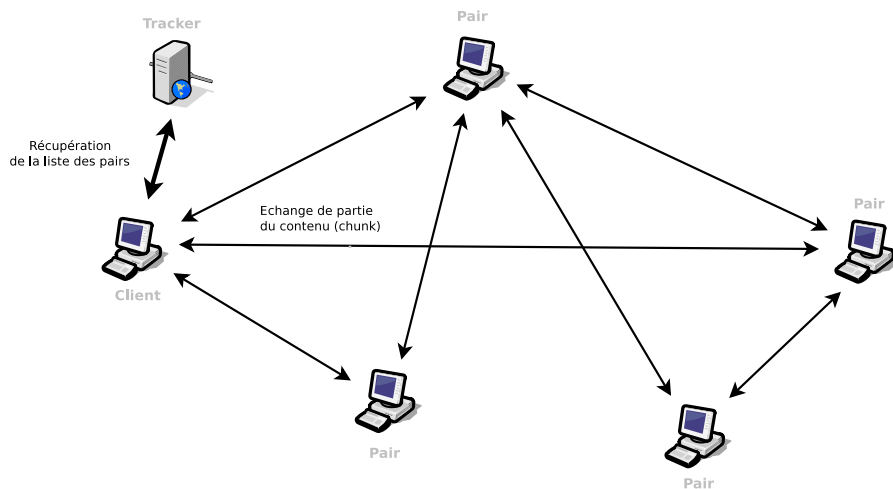 Tracker
Pair
Récupération
de la liste des pairs
Echange de partie
du contenu (chunk)
Pair
Client
Pair
Pair